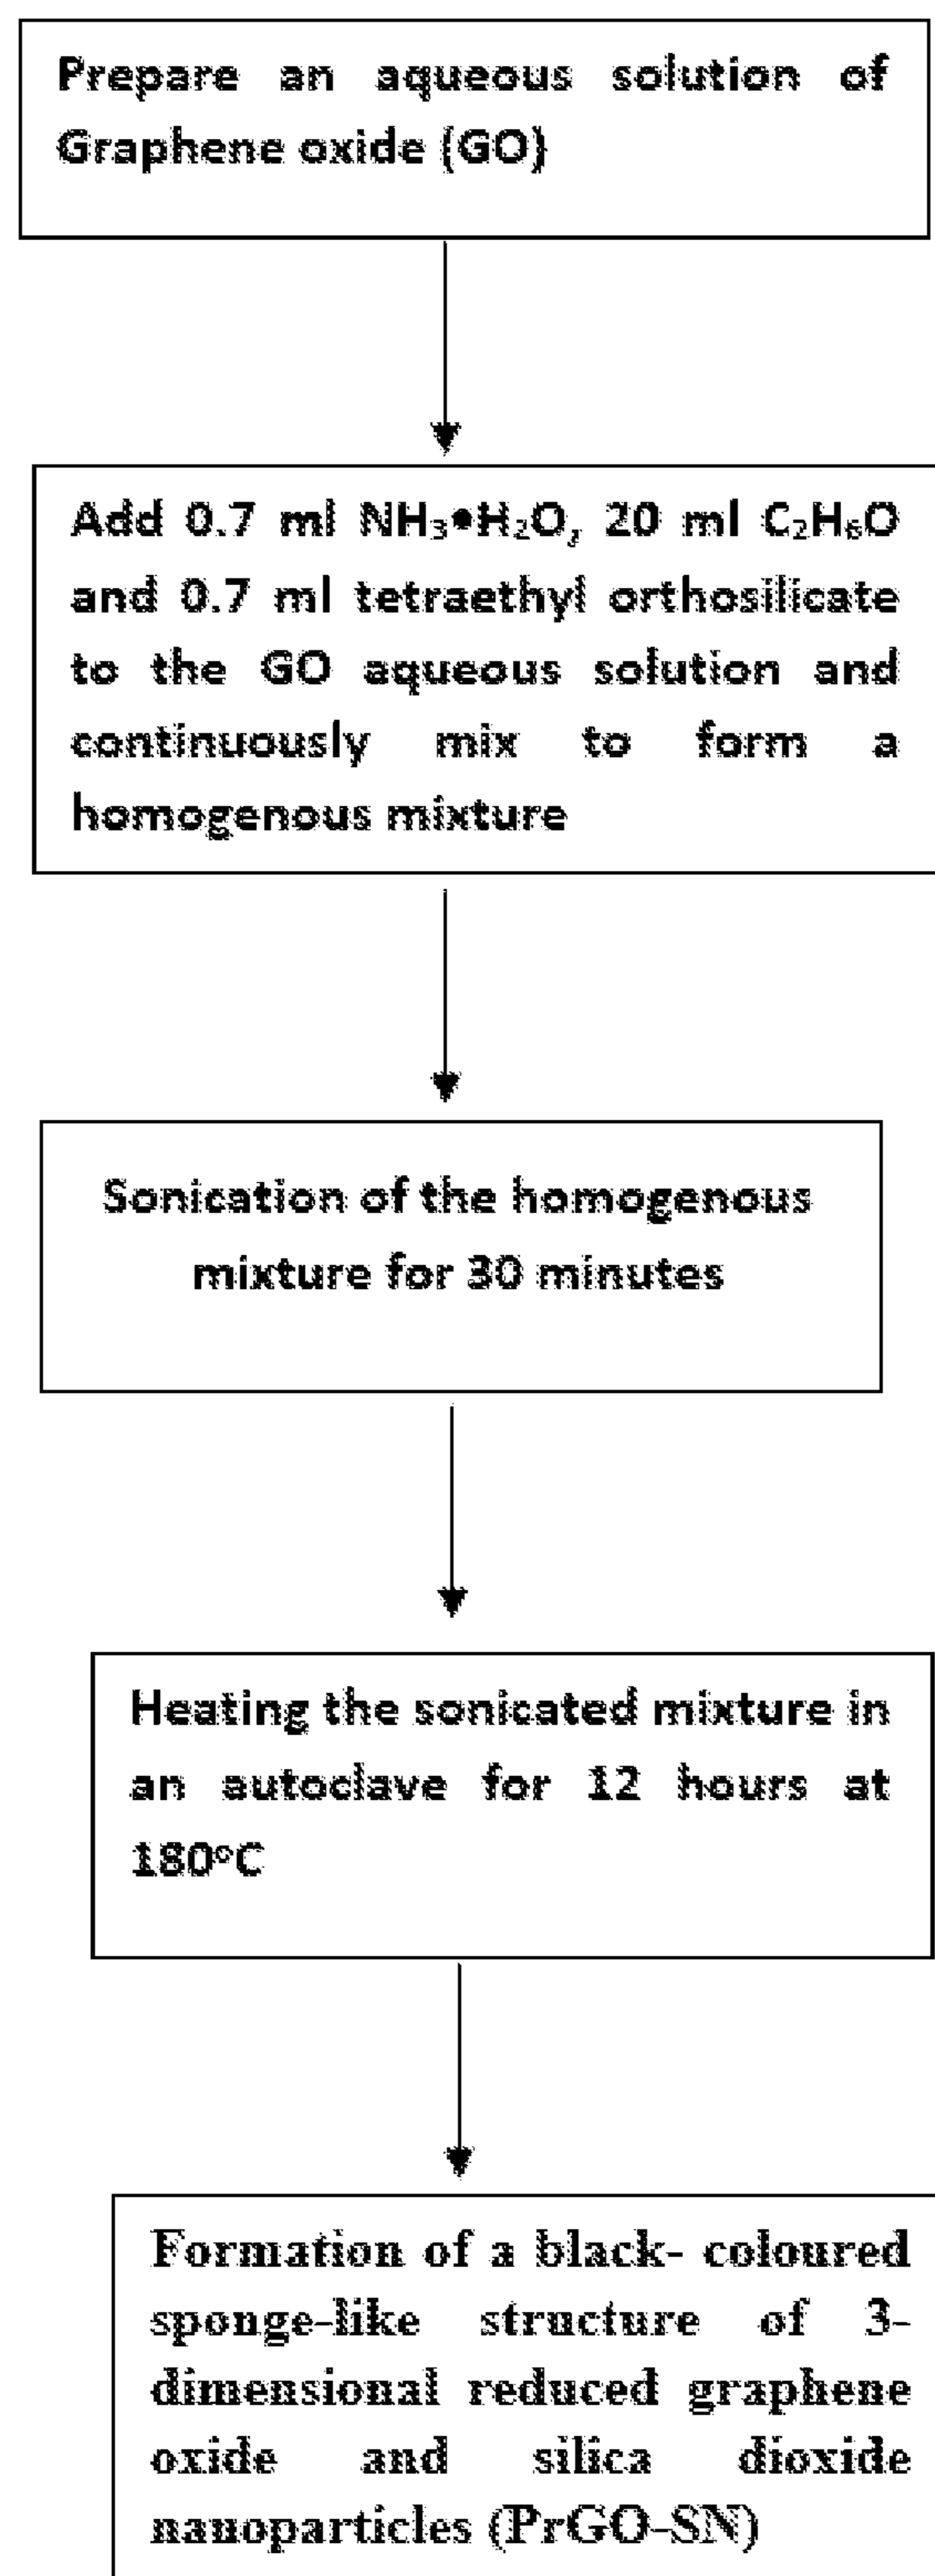 Prepare an aqueous solution of
Graphene oxide (GO)
Add 0.7 ml NH₃•H₂O, 20 ml C₂H₆O
and 0.7 ml tetraethyl orthosilicate
to the GO aqueous solution and
continuously mix to form a
homogenous mixture
Sonication of the homogenous
mixture for 30 minutes
Heating the sonicated mixture in
an autoclave for 12 hours at
180°C
Formation of a black- coloured
sponge-like structure of 3-
dimensional reduced graphene
oxide and silica dioxide
nanoparticles (PrGO-SN)